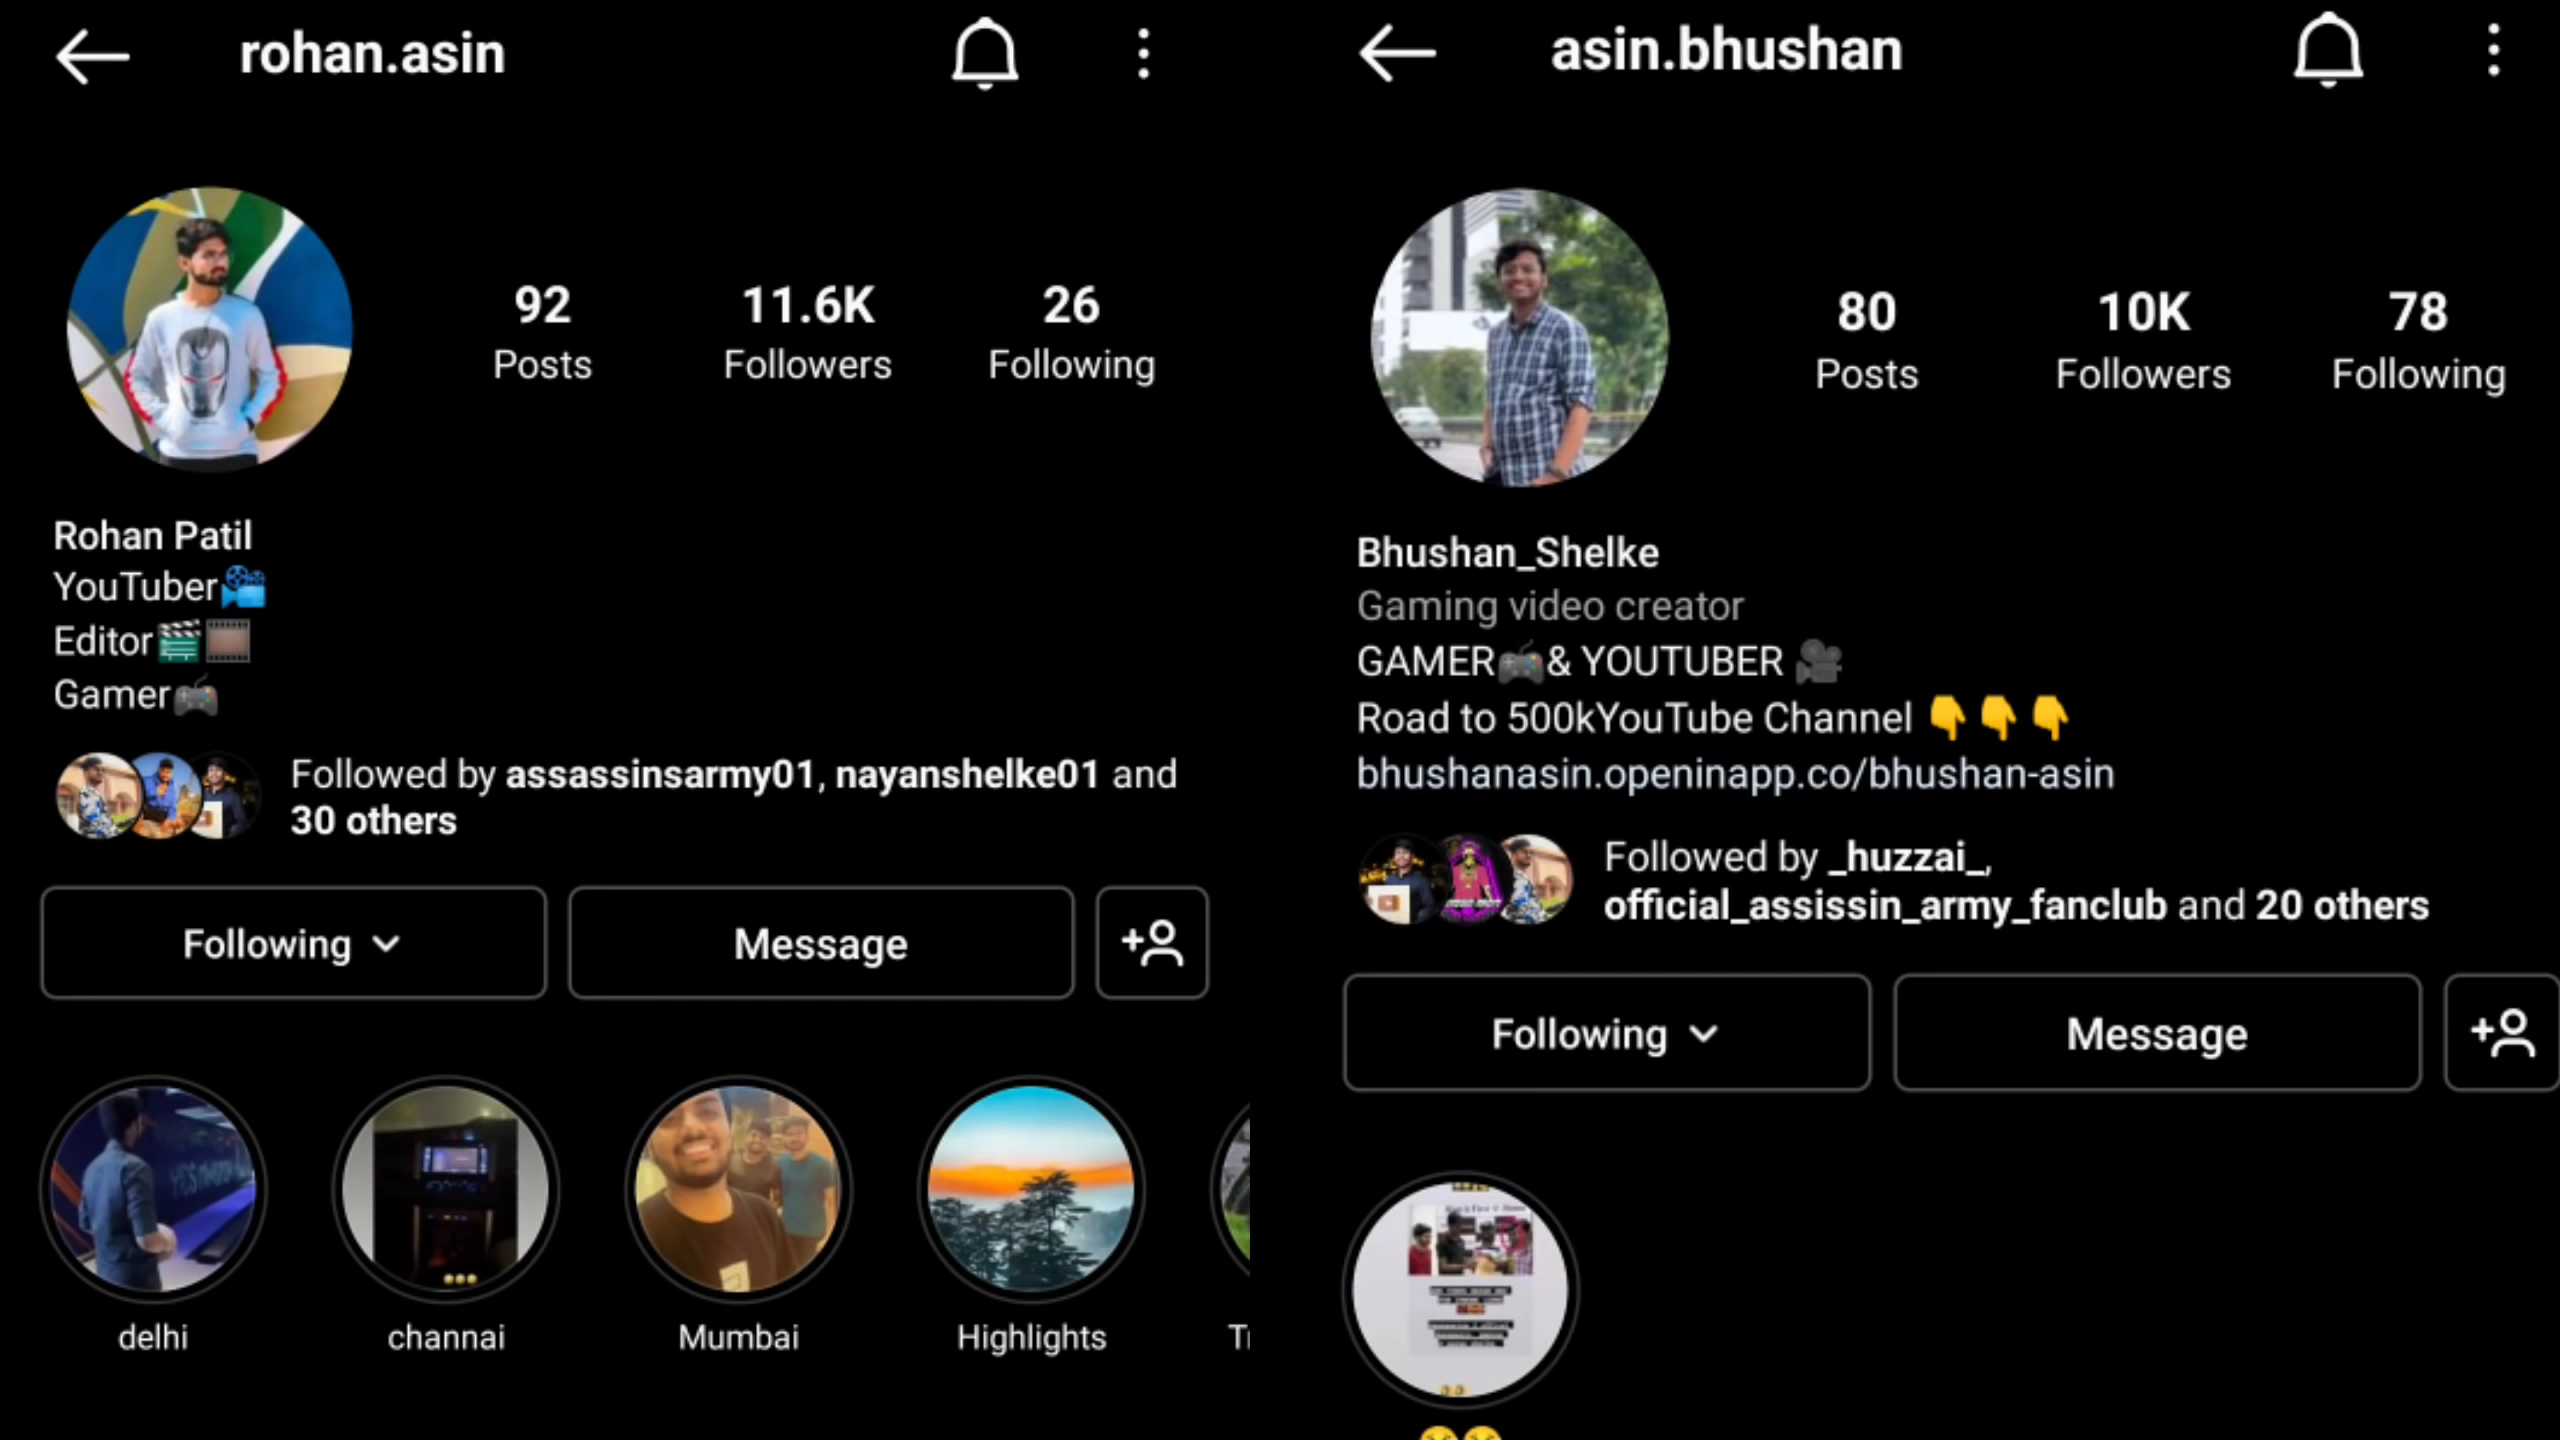 rohan.asin
92
Posts
11.6K
Followers
26
Following
Rohan Patil
YouTuber🎥
Editor🎬🎞️
Gamer🎮
Followed by assassinsarmy01, nayanshelke01 and
30 others
Following
Message
delhi
channai
Mumbai
Highlights
asin.bhushan
80
Posts
10K
Followers
78
Following
Bhushan_Shelke
Gaming video creator
GAMER🎮& YOUTUBER 🎥
Road to 500kYouTube Channel 👇👇👇
bhushanasin.openinapp.co/bhushan-asin
Followed by _huzzai_,
official_assissin_army_fanclub and 20 others
Following
Message